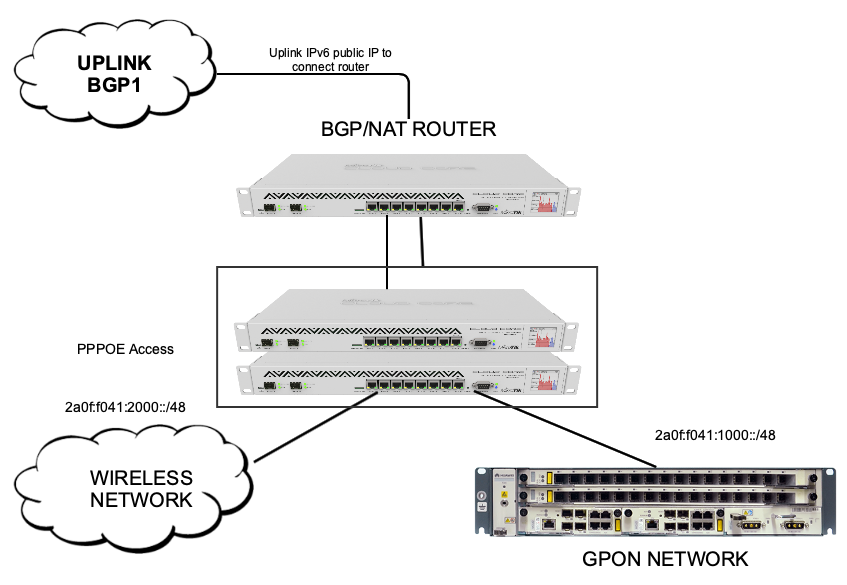 UPLINK
BGP1
Uplink IPv6 public IP to
connect router
BGP/NAT ROUTER
PPPOE Access
2a0f:f041:2000::/48
2a0f:f041:1000::/48
WIRELESS
NETWORK
GPON NETWORK